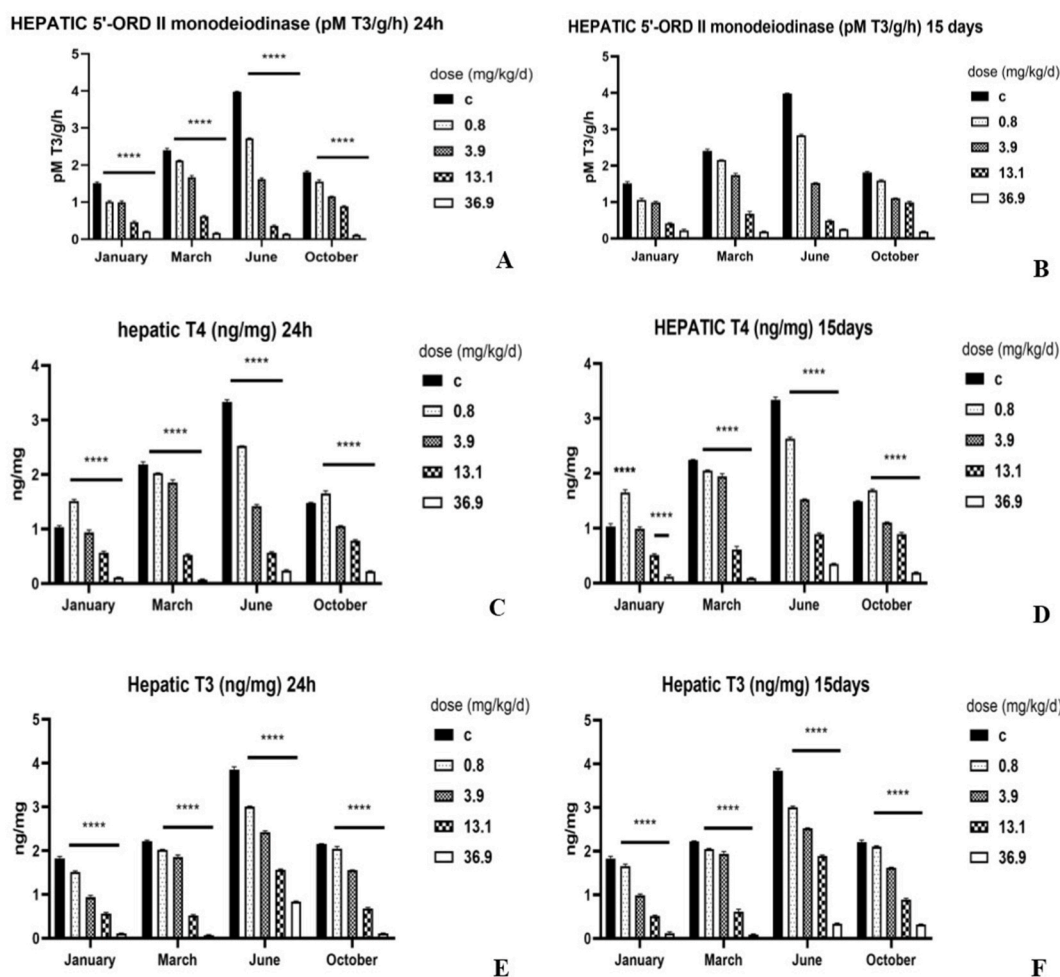 HEPATIC 5'-ORD II monodeiodinase (pM T3/g/h) 24h
pM T3/g/h
5
4
3
2
1
0
****
****
****
****
January March June October
dose (mg/kg/d)
c
0.8
3.9
13.1
36.9
A
HEPATIC 5'-ORD II monodeiodinase (pM T3/g/h) 15 days
pM T3/g/h
5
4
3
2
1
0
January March June October
dose (mg/kg/d)
c
0.8
3.9
13.1
36.9
B
hepatic T4 (ng/mg) 24h
ng/mg
4
3
2
1
0
****
****
****
****
January March June October
dose (mg/kg/d)
c
0.8
3.9
13.1
36.9
C
HEPATIC T4 (ng/mg) 15days
ng/mg
4
3
2
1
0
****
****
****
****
****
January March June October
dose (mg/kg/d)
c
0.8
3.9
13.1
36.9
D
Hepatic T3 (ng/mg) 24h
ng/mg
5
4
3
2
1
0
****
****
****
****
January March June October
dose (mg/kg/d)
c
0.8
3.9
13.1
36.9
E
Hepatic T3 (ng/mg) 15days
ng/mg
5
4
3
2
1
0
****
****
****
****
January March June October
dose (mg/kg/d)
c
0.8
3.9
13.1
36.9
F